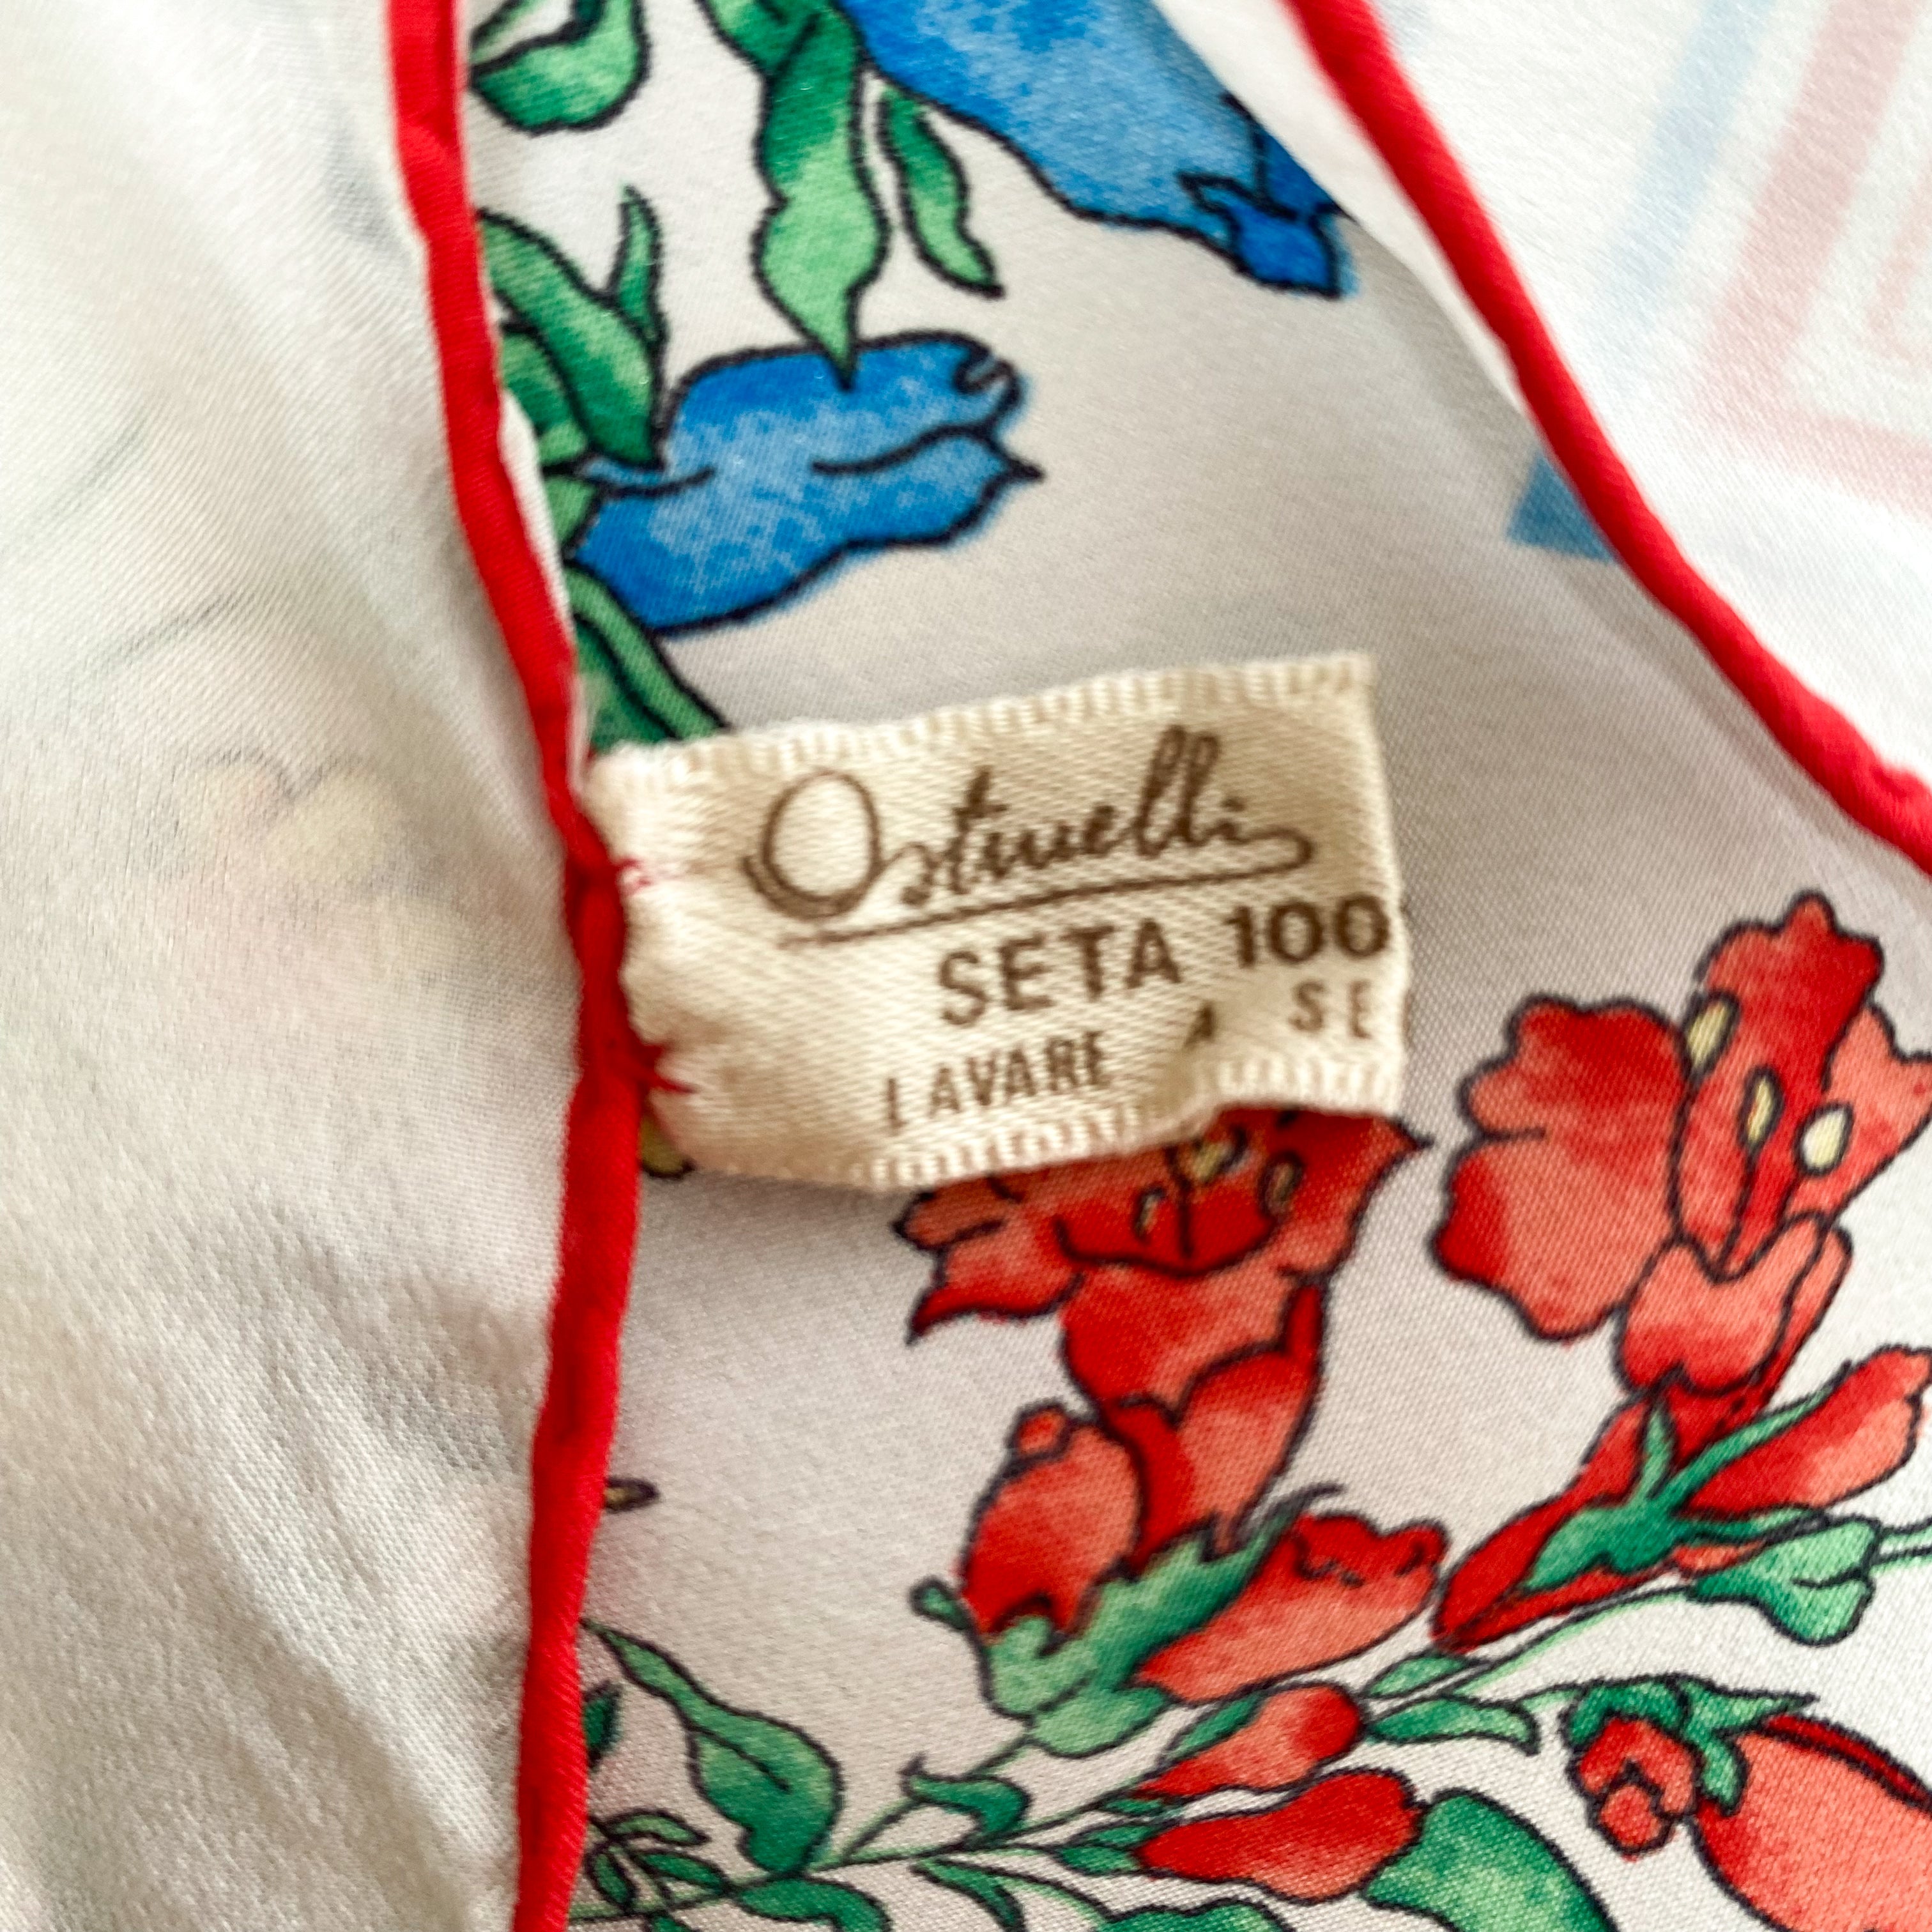 Ostinelli
SETA 100
LAVARE A SE